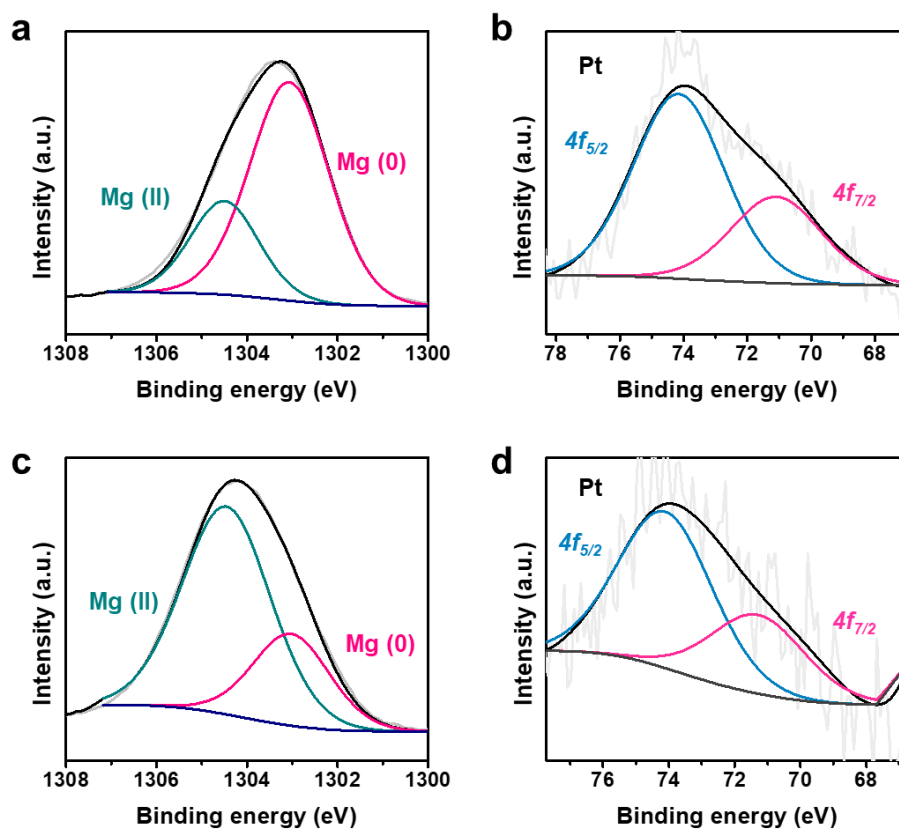 a
Intensity (a.u.)
Mg (II)
Mg (0)
1308 1306 1304 1302 1300
Binding energy (eV)
b
Intensity (a.u.)
Pt
4f5/2
4f7/2
78 76 74 72 70 68
Binding energy (eV)
c
Intensity (a.u.)
Mg (II)
Mg (0)
1308 1306 1304 1302 1300
Binding energy (eV)
d
Intensity (a.u.)
Pt
4f5/2
4f7/2
76 74 72 70 68
Binding energy (eV)